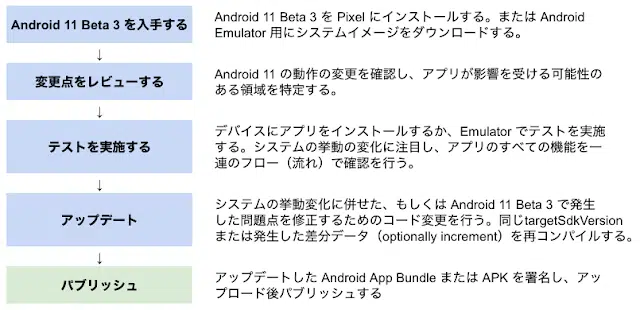 Android 11 Beta 3 を入手する
Android 11 Beta 3 を Pixel にインストールする。または Android
Emulator 用にシステムイメージをダウンロードする。
↓
変更点をレビューする
Android 11 の動作の変更を確認し、アプリが影響を受ける可能性の
ある領域を特定する。
↓
テストを実施する
デバイスにアプリをインストールするか、Emulator でテストを実施
する。システムの挙動の変化に注目し、アプリのすべての機能を一
連のフロー（流れ）で確認を行う。
↓
アップデート
システムの挙動変化に併せた、もしくは Android 11 Beta 3 で発生
した問題点を修正するためのコード変更を行う。同じtargetSdkVersion
または発生した差分データ（optionally increment）を再コンパイルする。
↓
パブリッシュ
アップデートした Android App Bundle または APK を署名し、アッ
プロード後パブリッシュする